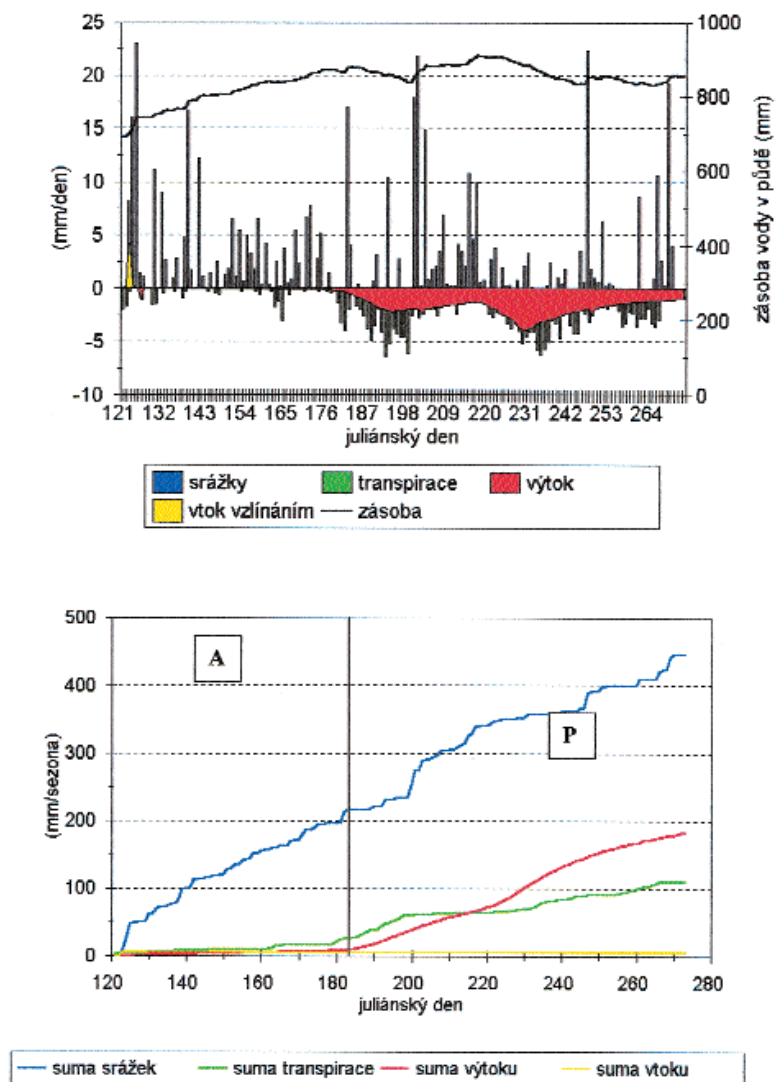 25
20
15
10
5
0
-5
-10
(mm/den)
1000
800
600
400
200
0
zásoba vody v půdě (mm)
121 132 143 154 165 176 187 198 209 220 231 242 253 264
juliánský den
srážky transpirace výtok
vtok vzlínáním zásoba
500
400
300
200
100
0
(mm/sezona)
A
P
120 140 160 180 200 220 240 260 280
juliánský den
suma srážek suma transpirace suma výtoku suma vtoku